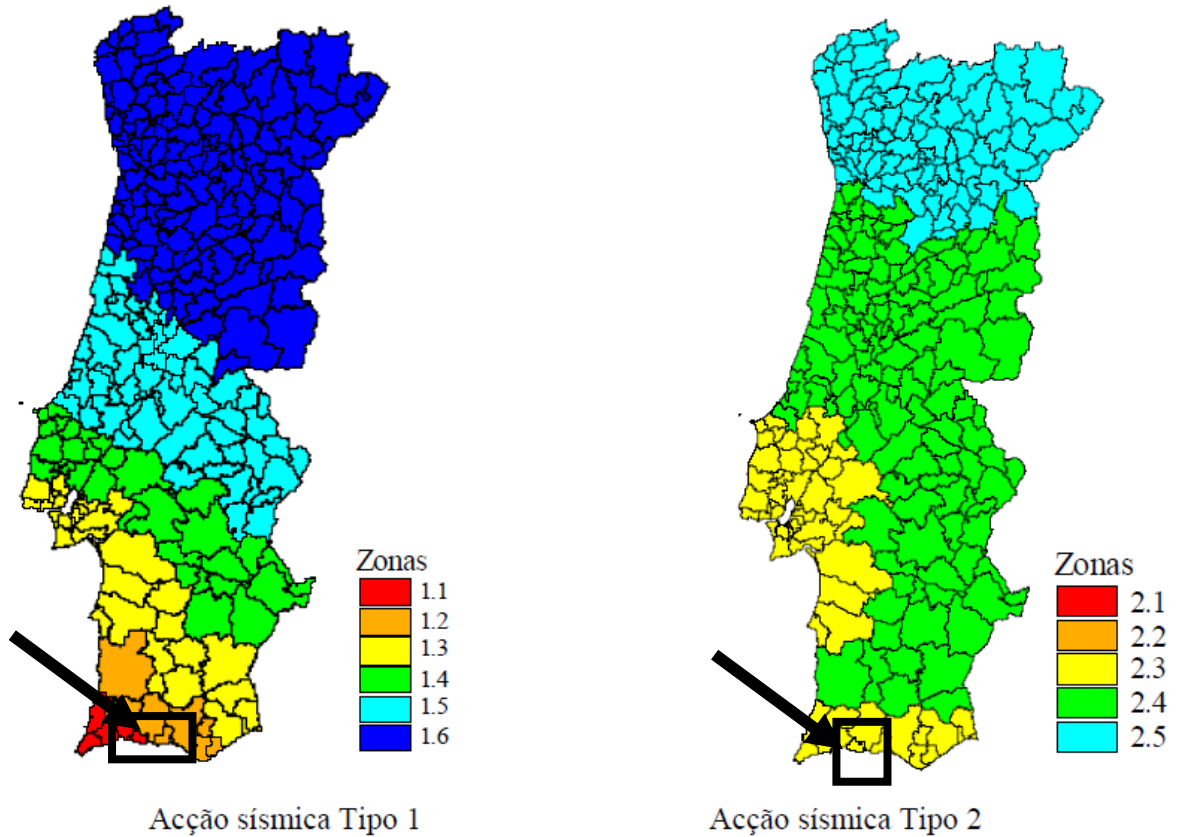 Zonas
1.1
1.2
1.3
1.4
1.5
1.6
Acção sísmica Tipo 1
Zonas
2.1
2.2
2.3
2.4
2.5
Acção sísmica Tipo 2